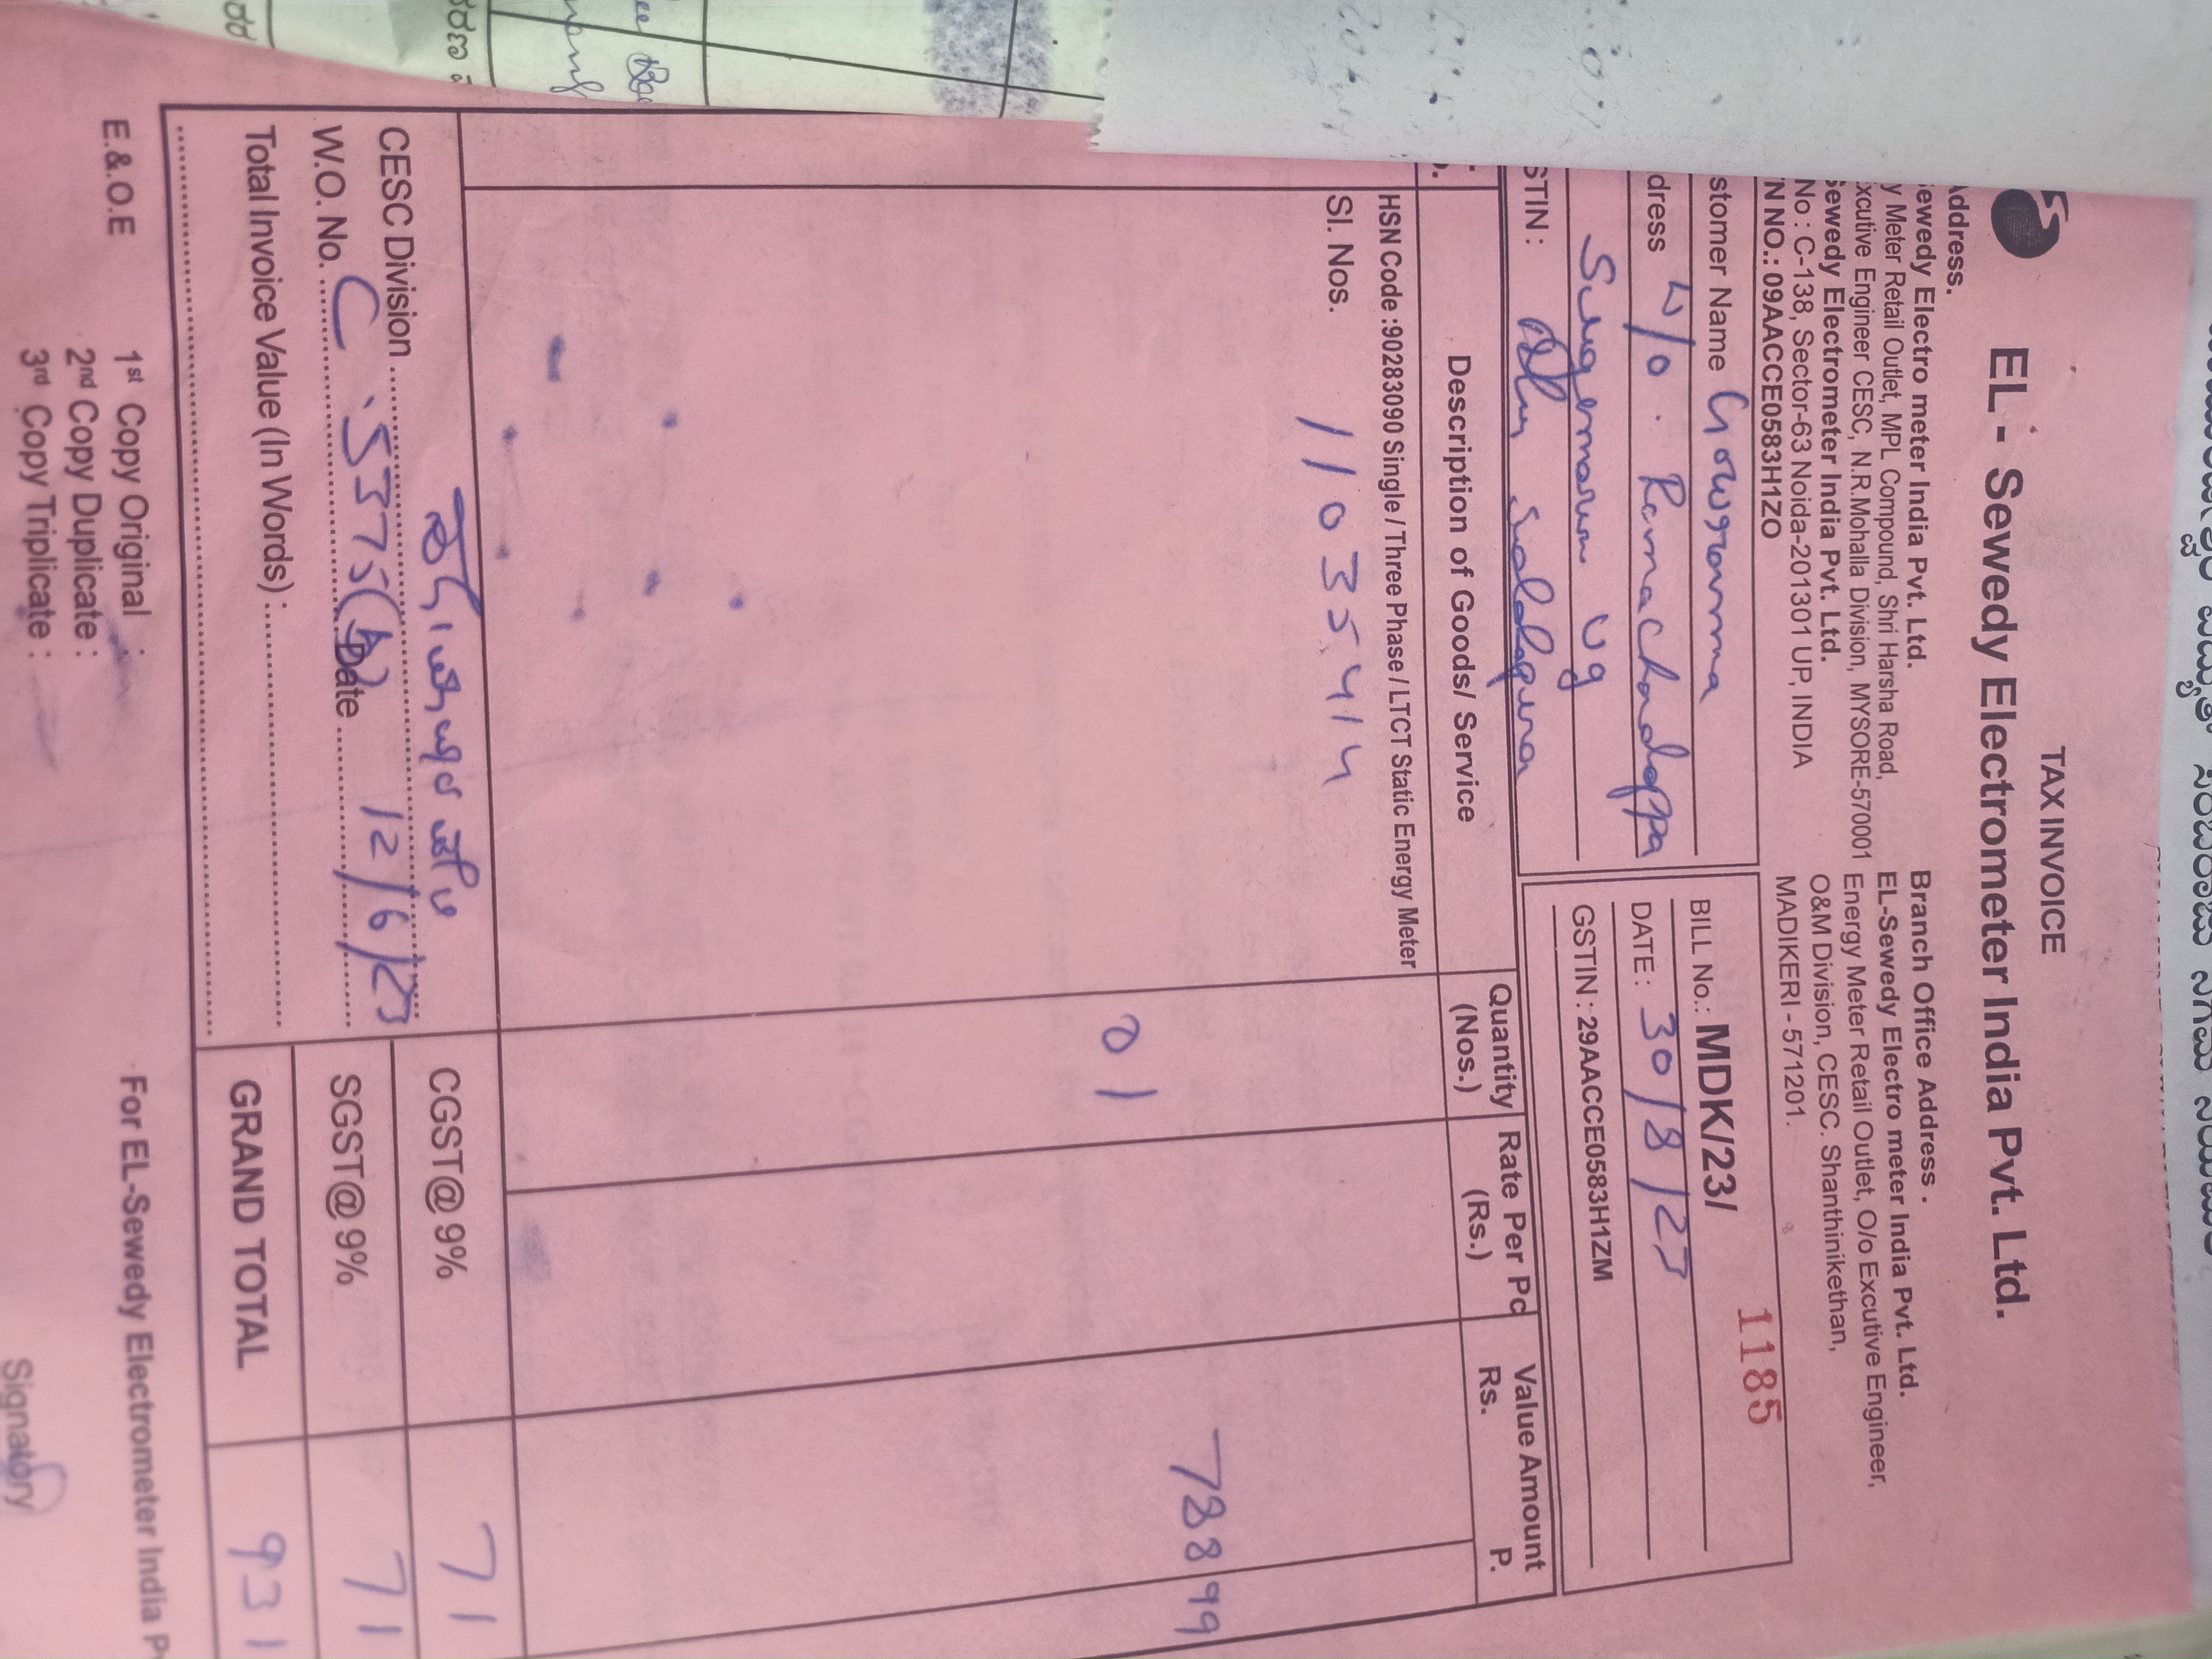 TAX INVOICE
EL - Sewedy Electrometer India Pvt. Ltd.
Address.
Sewedy Electro meter India Pvt. Ltd.
y Meter Retail Outlet, MPL Compound, Shri Harsha Road,
xcutive Engineer CESC, N.R.Mohalla Division, MYSORE-570001
Sewedy Electrometer India Pvt. Ltd.
No : C-138, Sector-63 Noida-201301 UP, INDIA
N NO.: 09AACCE0583H1ZO
Branch Office Address .
EL-Sewedy Electro meter India Pvt. Ltd.
Energy Meter Retail Outlet, O/o Excutive Engineer,
O&M Division, CESC. Shanthinikethan,
MADIKERI - 571201.
1185
stomer Name Gowramma
dress W/o . Ramachandappa
STIN :
BILL No.: MDK/23/
DATE : 30/8/23
GSTIN : 29AACCE0583H1ZM
Description of Goods/ Service
Quantity (Nos.)
Rate Per Pc (Rs.)
Value Amount Rs. P.
HSN Code :90283090 Single / Three Phase / LTCT Static Energy Meter
Sl. Nos. 11035414
01
788 99
CESC Division
W.O. No. Date 12/6/23
Total Invoice Value (In Words) :
CGST@ 9% 71
SGST@ 9% 71
GRAND TOTAL 931
E.&.O.E
1st Copy Original :
2nd Copy Duplicate :
3rd Copy Triplicate :
For EL-Sewedy Electrometer India P
Signatory